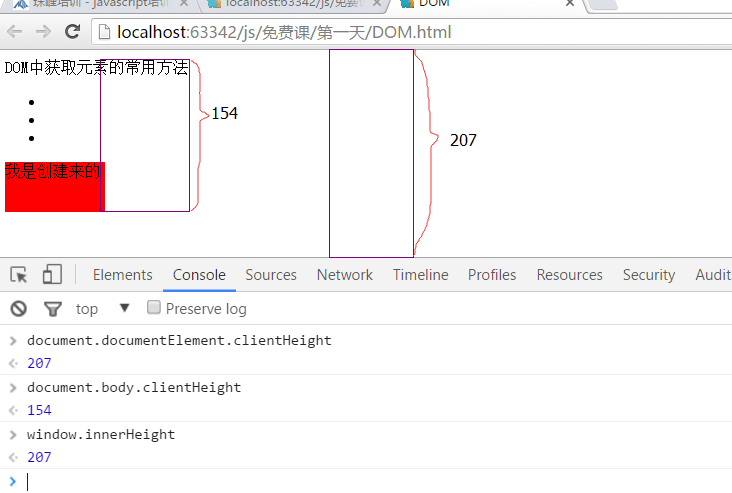 珠峰培训 - javascript培训
localhost:63342/js/免费
DOM
localhost:63342/js/免费课/第一天/DOM.html
DOM中获取元素的常用方法
154
207
我是创建来的
Elements Console Sources Network Timeline Profiles Resources Security Audit
top Preserve log
document.documentElement.clientHeight
207
document.body.clientHeight
154
window.innerHeight
207